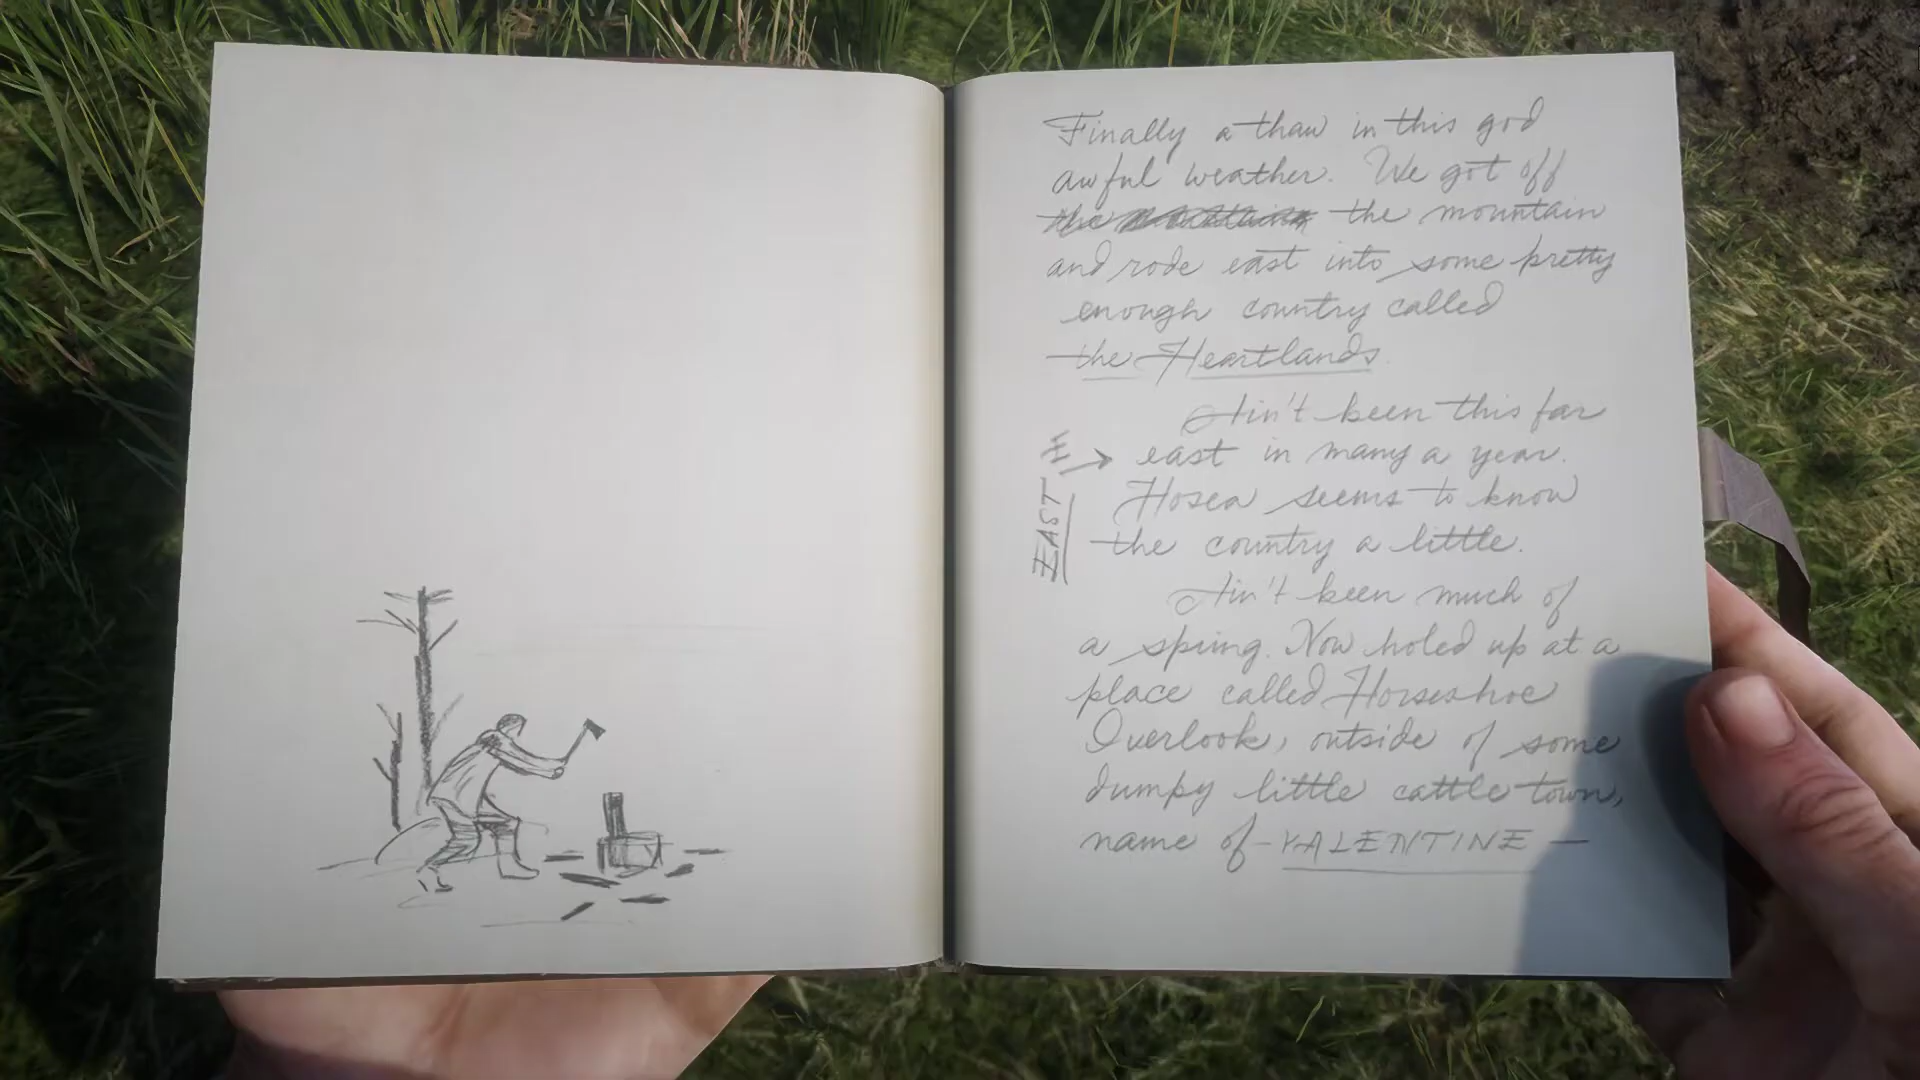 Finally a thaw in this god
awful weather. We got off
the mountain the mountain
and rode east into some pretty
enough country called
the Heartlands.
Ain't been this far
east in many a year.
Hosea seems to know
the country a little.
EAST
Ain't been much of
a spring. Now holed up at a
place called Horseshoe
Overlook, outside of some
dumpy little cattle town,
name of - VALENTINE -